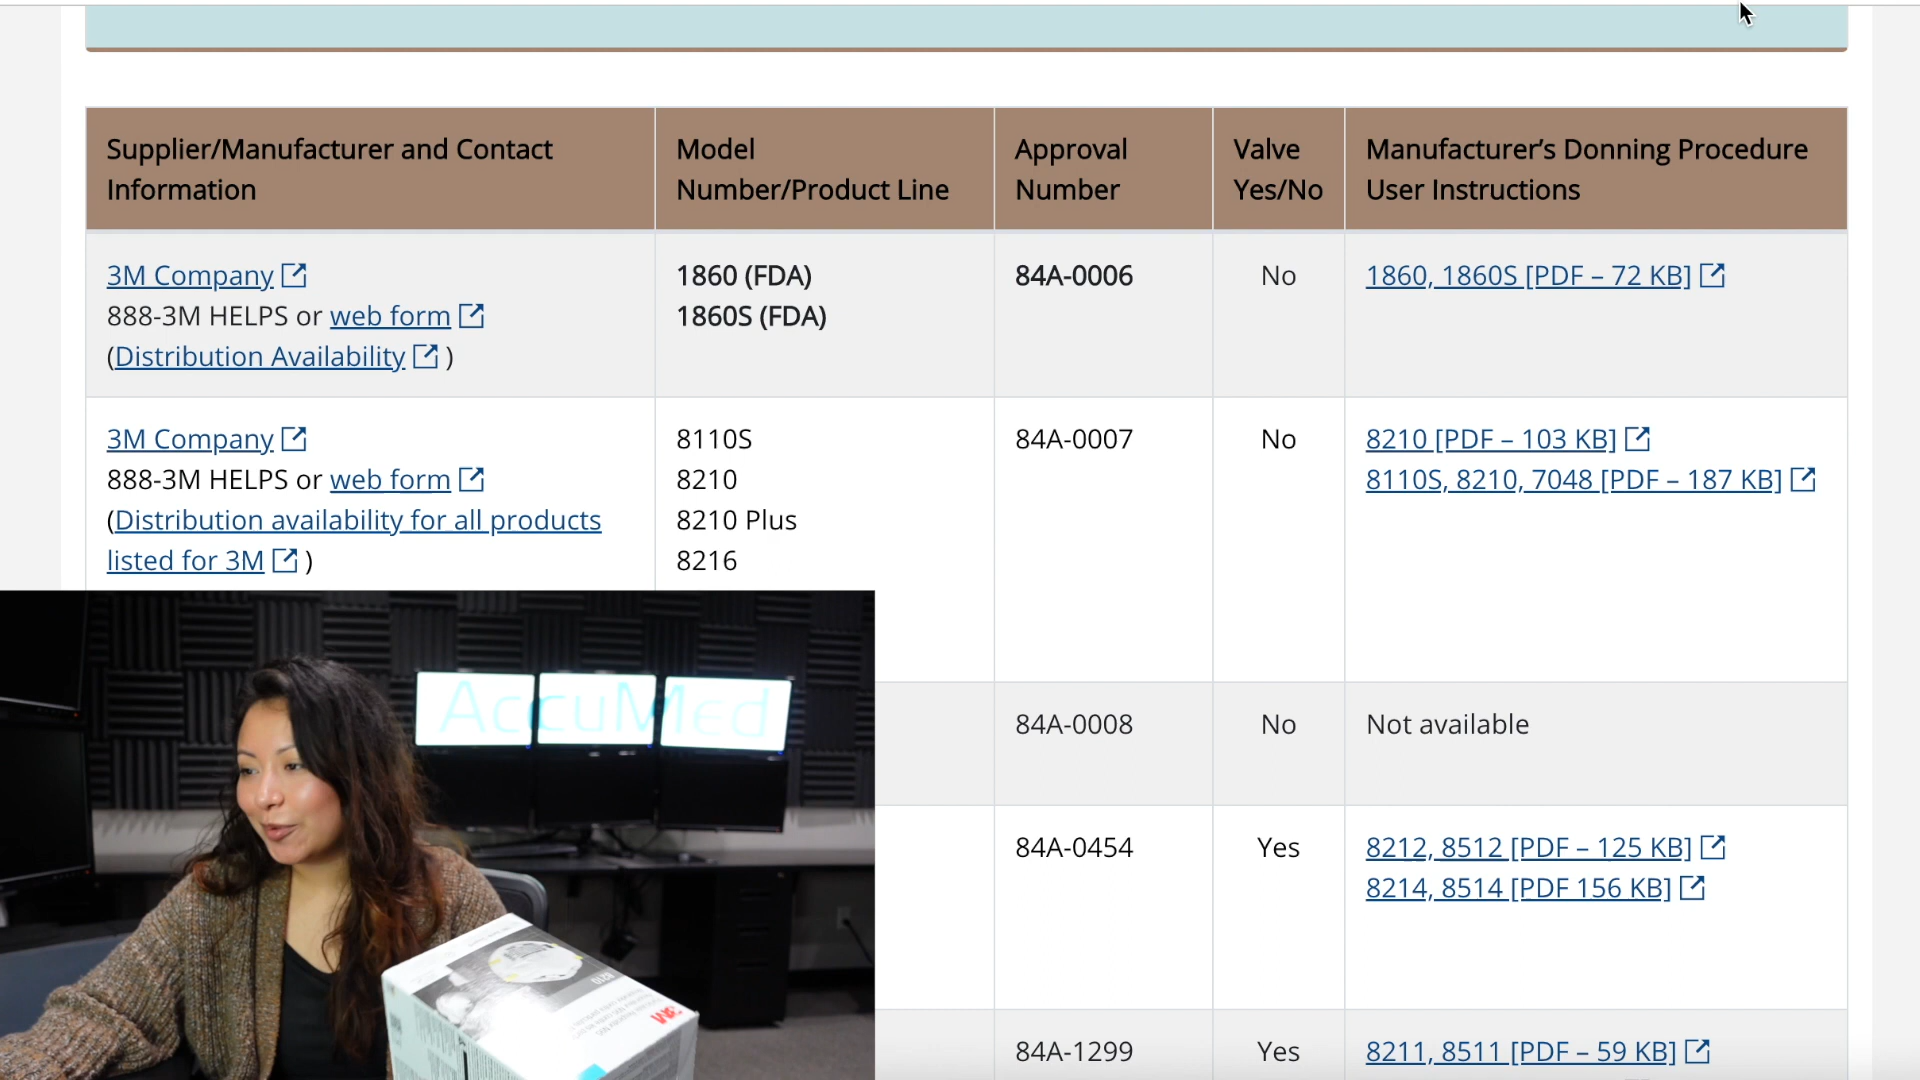 Supplier/Manufacturer and Contact
Information
Model
Number/Product Line
Approval
Number
Valve
Yes/No
Manufacturer’s Donning Procedure
User Instructions
3M Company
888-3M HELPS or web form
(Distribution Availability )
1860 (FDA)
1860S (FDA)
84A-0006
No
1860, 1860S [PDF – 72 KB]
3M Company
888-3M HELPS or web form
(Distribution availability for all products
listed for 3M )
8110S
8210
8210 Plus
8216
84A-0007
No
8210 [PDF – 103 KB]
8110S, 8210, 7048 [PDF – 187 KB]
84A-0008
No
Not available
84A-0454
Yes
8212, 8512 [PDF – 125 KB]
8214, 8514 [PDF 156 KB]
84A-1299
Yes
8211, 8511 [PDF – 59 KB]
AccuMed
8210
3M